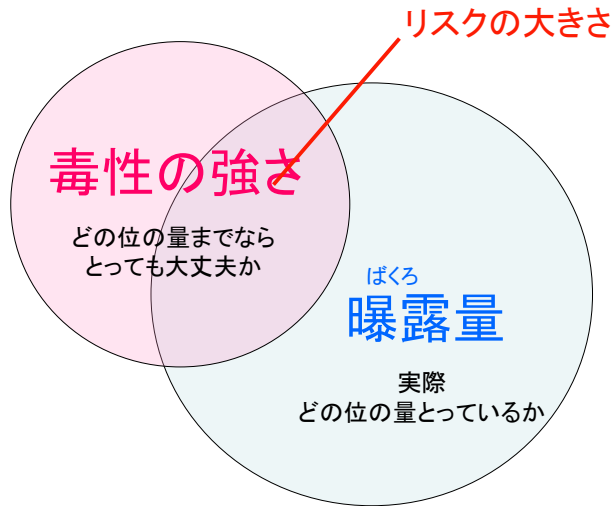 リスクの大きさ
毒性の強さ
どの位の量までなら
とっても大丈夫か
ばくろ
曝露量
実際
どの位の量とっているか